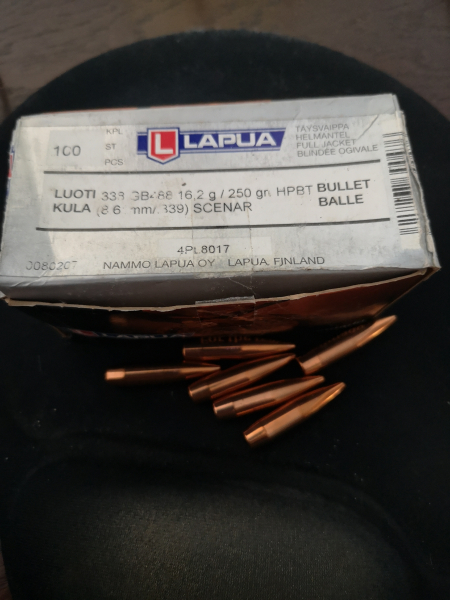 100
KPL
ST
PCS
LAPUA
TÄYSVAIPPA
HELMANTEL
FULL JACKET
BLINDÉE OGIVALE
LUOTI 338 GB488 16,2 g / 250 gn HPBT BULLET
KULA (8,6 mm/.339) SCENAR BALLE
4PL8017
NAMMO LAPUA OY LAPUA, FINLAND